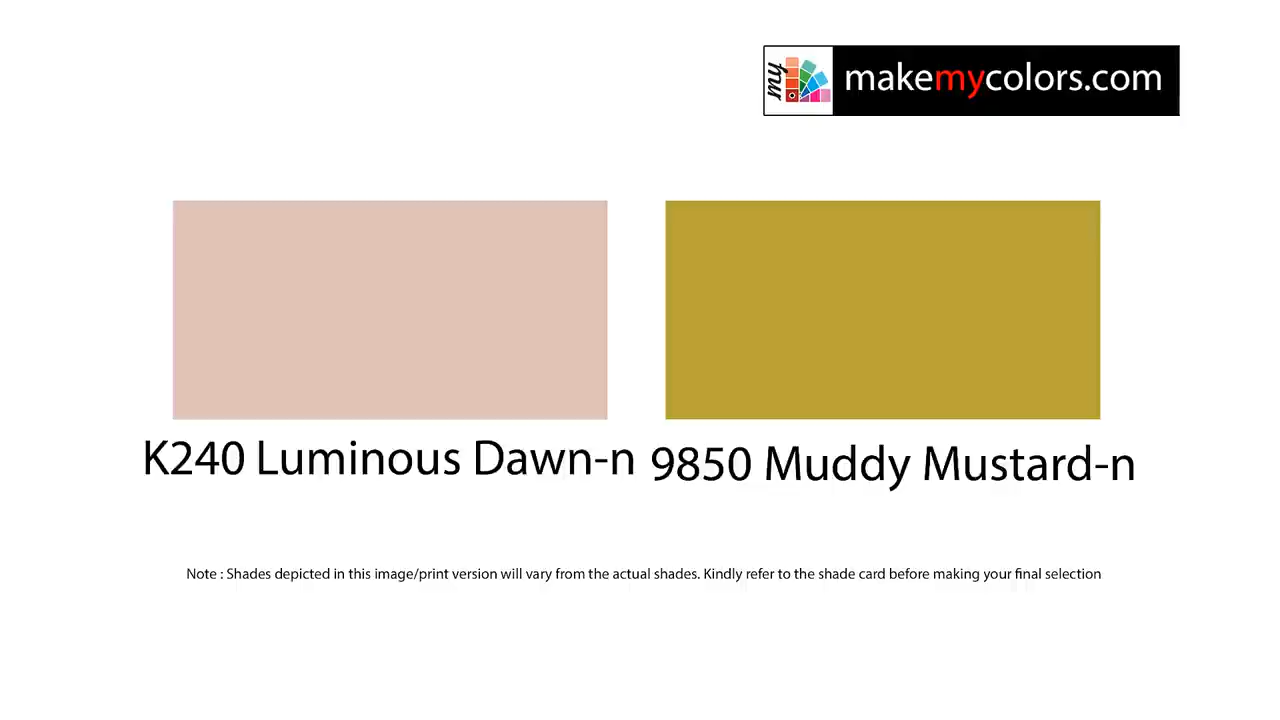 my
makemycolors.com
K240 Luminous Dawn-n
9850 Muddy Mustard-n
Note : Shades depicted in this image/print version will vary from the actual shades. Kindly refer to the shade card before making your final selection